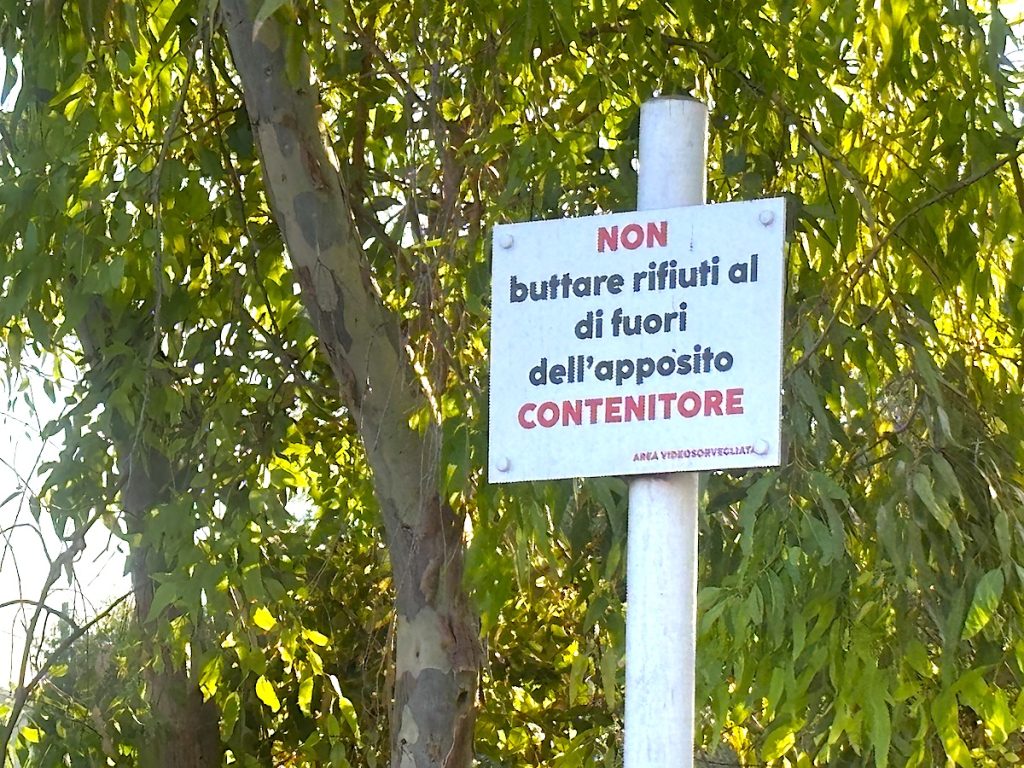 NON
buttare rifiuti al
di fuori
dell'apposito
CONTENITORE
AREA VIDEOSORVEGLIATA